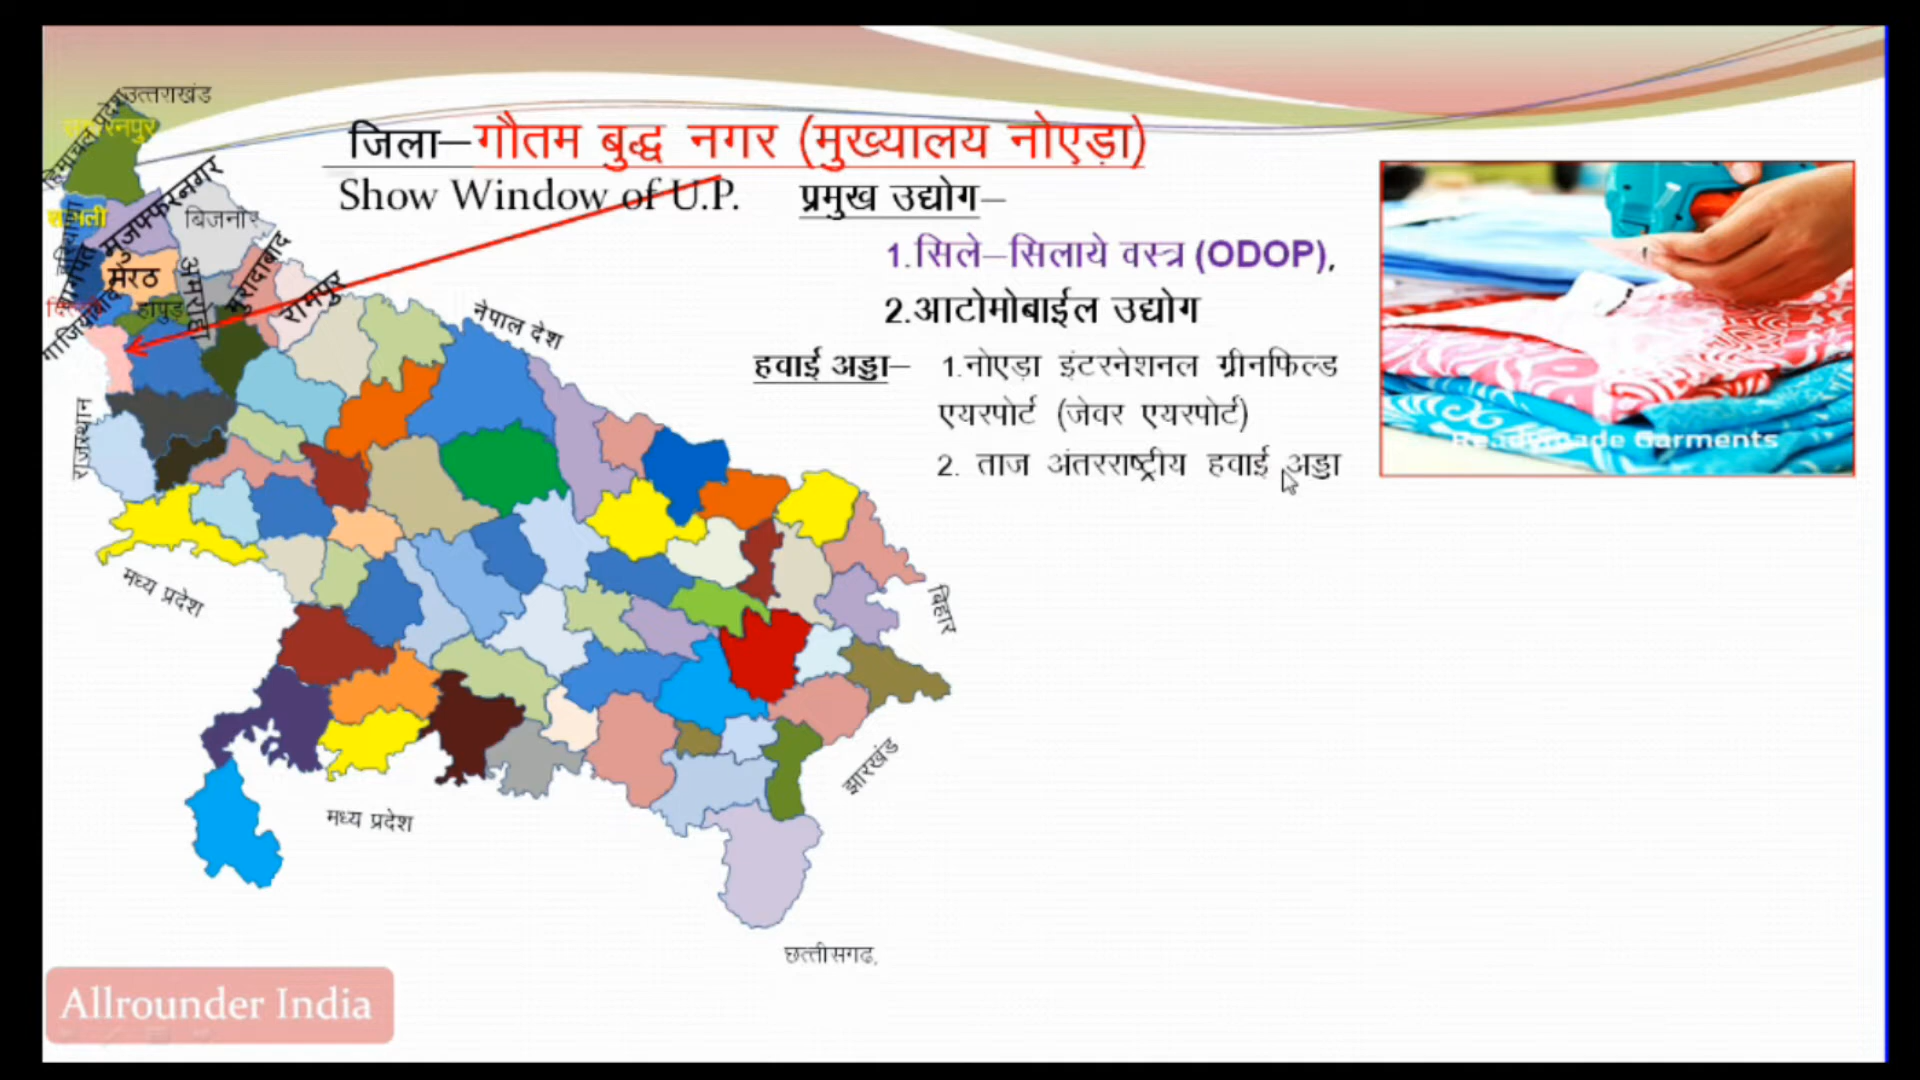 जिला–गौतम बुद्ध नगर (मुख्यालय नोएड़ा)
Show Window of U.P.
प्रमुख उद्योग–
1.सिले–सिलाये वस्त्र (ODOP),
2.आटोमोबाईल उद्योग
हवाई अड्डा– 1.नोएड़ा इंटरनेशनल ग्रीनफिल्ड
एयरपोर्ट (जेवर एयरपोर्ट)
2. ताज अंतरराष्ट्रीय हवाई अड्डा
Readymade Garments
उत्तराखंड
हिमाचल प्रदेश
मुजफ्फरनगर
बिजनौर
मेरठ
हापुड़
अमरोहा
मुरादाबाद
रामपुर
गाजियाबाद
नेपाल देश
राजस्थान
मध्य प्रदेश
बिहार
झारखंड
मध्य प्रदेश
छत्तीसगढ.
Allrounder India